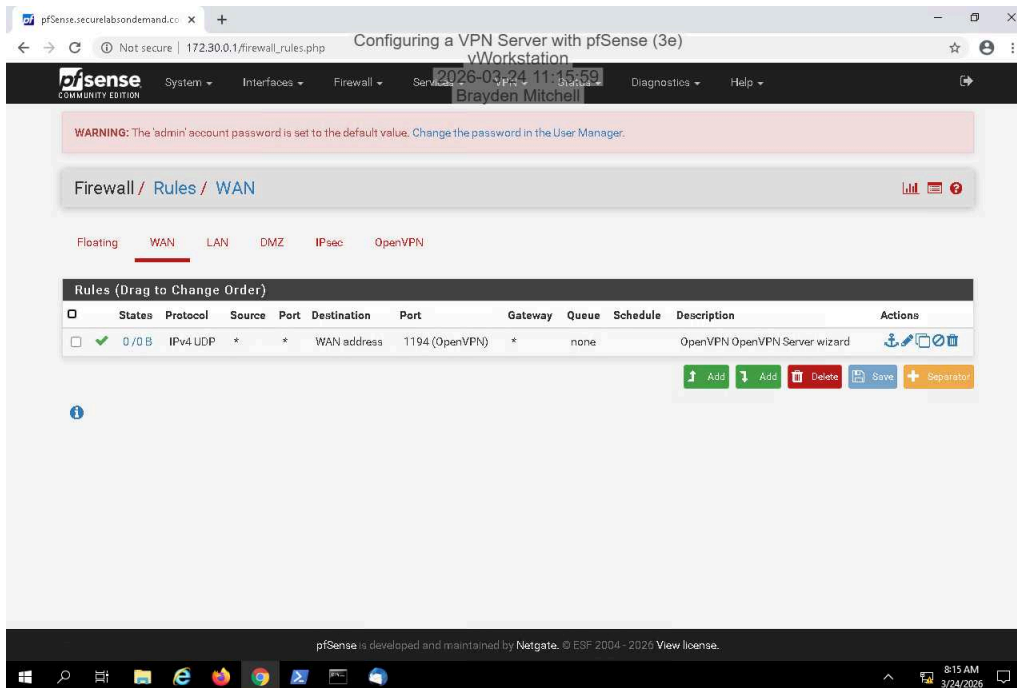 pfSense.securelabsondemand.co
Not secure | 172.30.0.1/firewall_rules.php
Configuring a VPN Server with pfSense (3e)
vWorkstation
2026-03-24 11:15:59
Brayden Mitchell
pfsense
COMMUNITY EDITION
System Interfaces Firewall Services VPN Status Diagnostics Help
WARNING: The 'admin' account password is set to the default value. Change the password in the User Manager.
Firewall / Rules / WAN
Floating WAN LAN DMZ IPsec OpenVPN
Rules (Drag to Change Order)
States Protocol Source Port Destination Port Gateway Queue Schedule Description Actions
0 /0 B IPv4 UDP * * WAN address 1194 (OpenVPN) * none OpenVPN OpenVPN Server wizard
Add Add Delete Save Separator
pfSense is developed and maintained by Netgate. © ESF 2004 - 2026 View license.
8:15 AM
3/24/2026